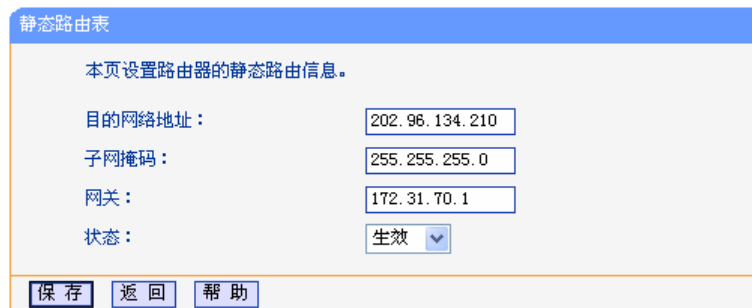 静态路由表
本页设置路由器的静态路由信息。
目的网络地址： 202.96.134.210
子网掩码： 255.255.255.0
网关： 172.31.70.1
状态： 生效
保 存 返 回 帮 助